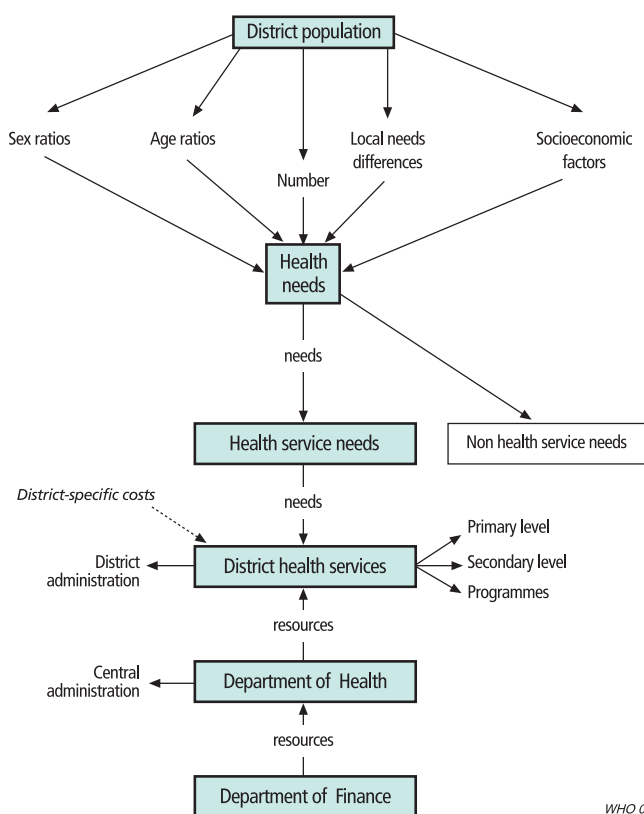 District population
Sex ratios
Age ratios
Number
Local needs
differences
Socioeconomic
factors
Health
needs
needs
Health service needs
Non health service needs
needs
District-specific costs
District
administration
District health services
Primary level
Secondary level
Programmes
resources
Central
administration
Department of Health
resources
Department of Finance
WHO 0